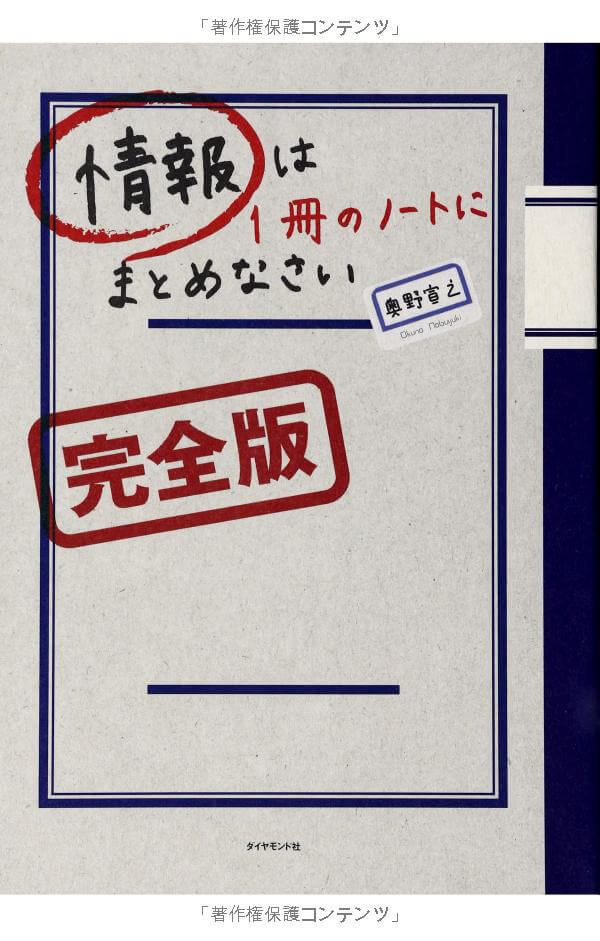 「著作権保護コンテンツ」
情報は
1冊のノートに
まとめなさい
奥野宣之
Okuno Nobuyuki
完全版
ダイヤモンド社
「著作権保護コンテンツ」